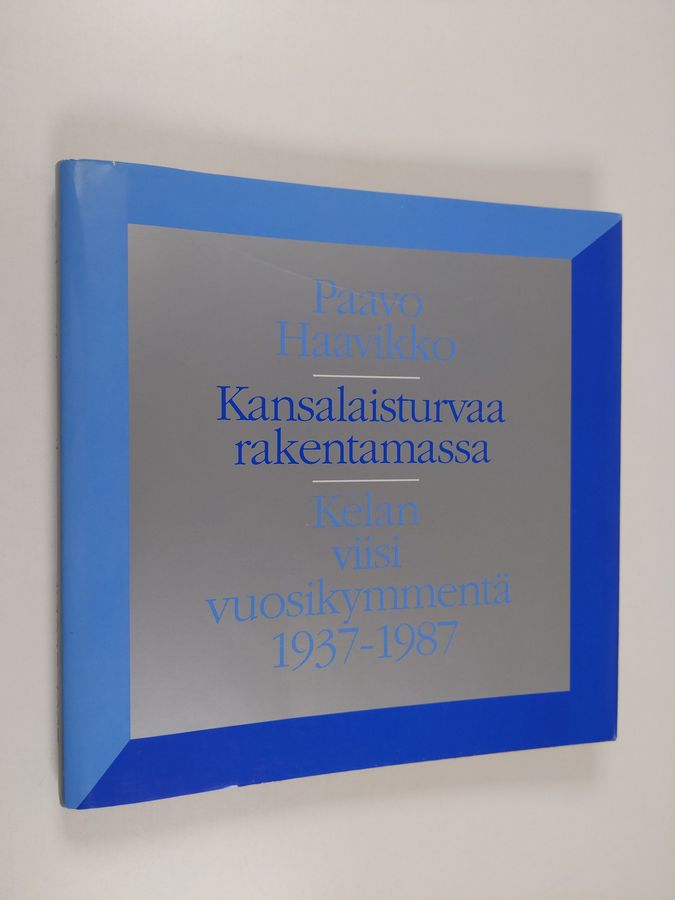 Paavo
Haavikko
Kansalaisturvaa
rakentamassa
Kelan
viisi
vuosikymmentä
1937-1987